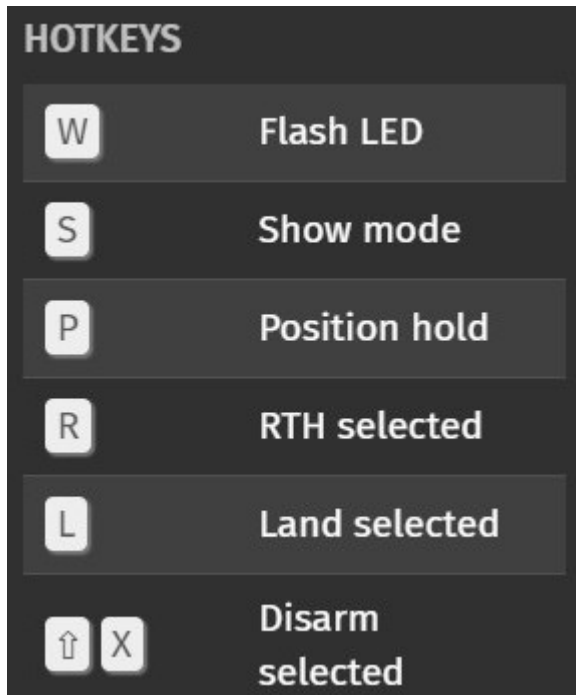 HOTKEYS
W Flash LED
S Show mode
P Position hold
R RTH selected
L Land selected
⇧ X Disarm
selected